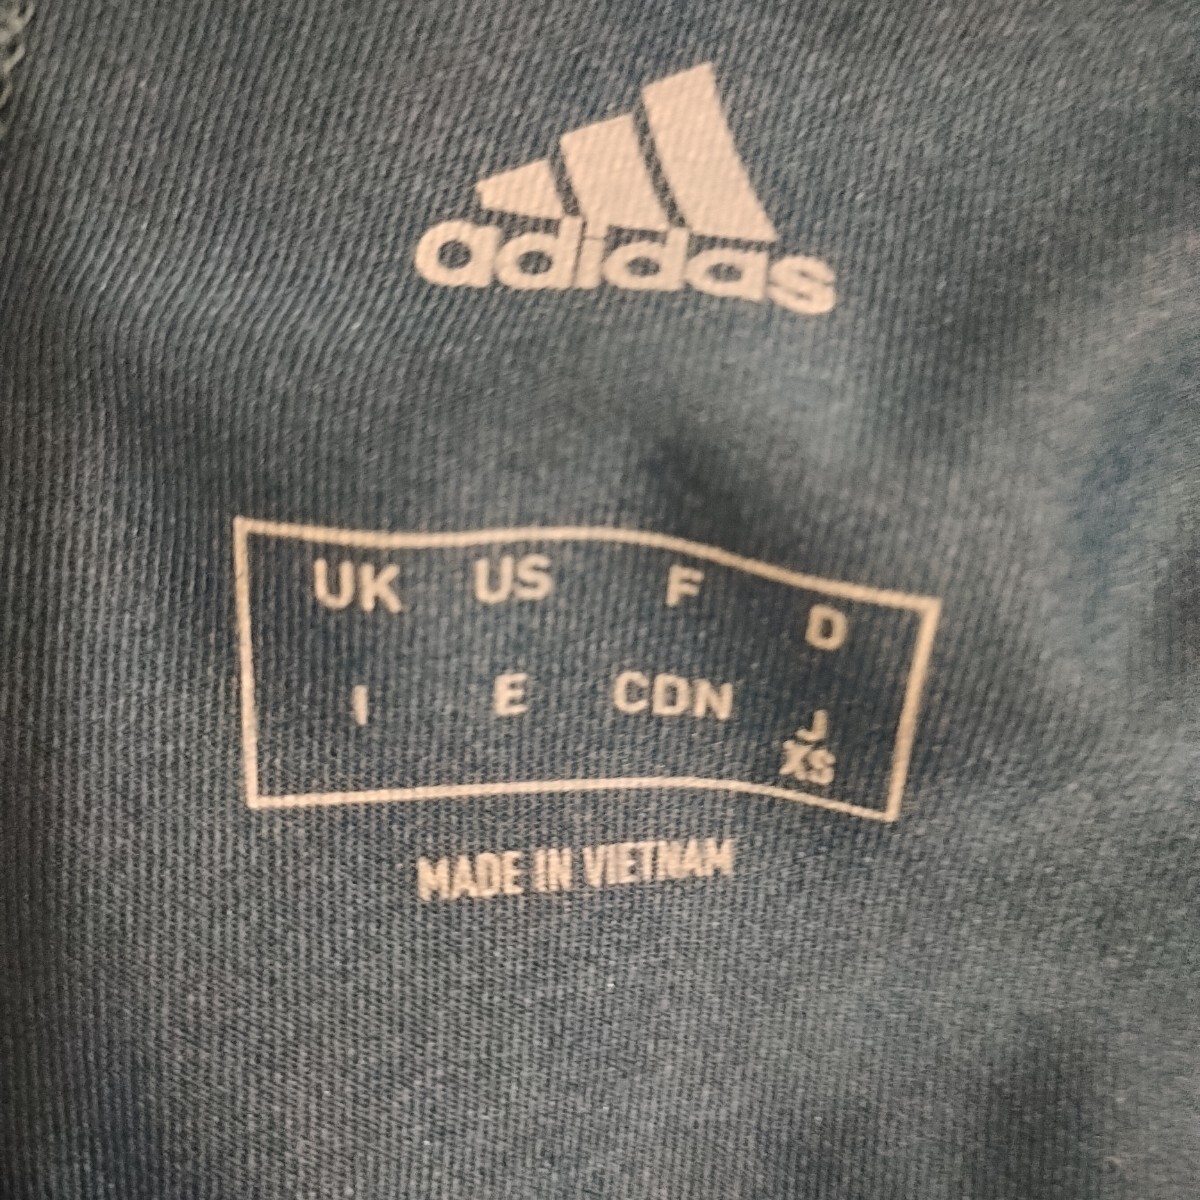 adidas
UK US F D
I E CDN J
XS
MADE IN VIETNAM